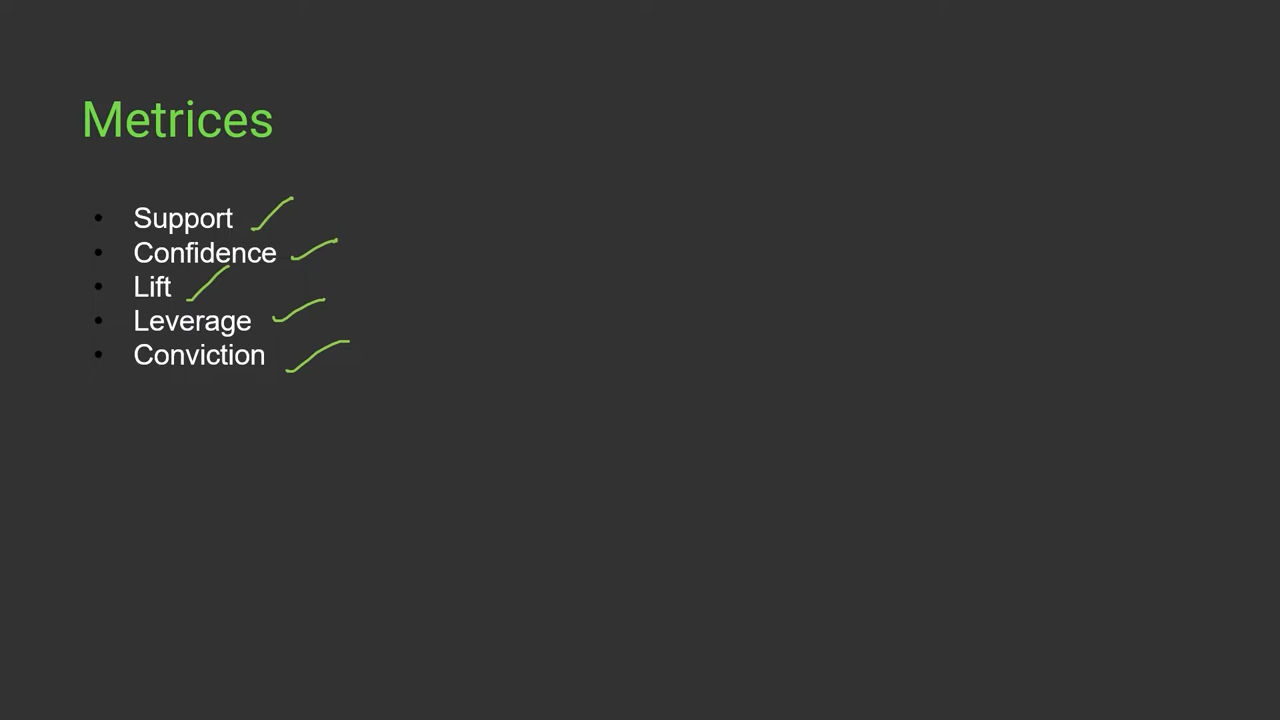 Metrices
• Support
• Confidence
• Lift
• Leverage
• Conviction